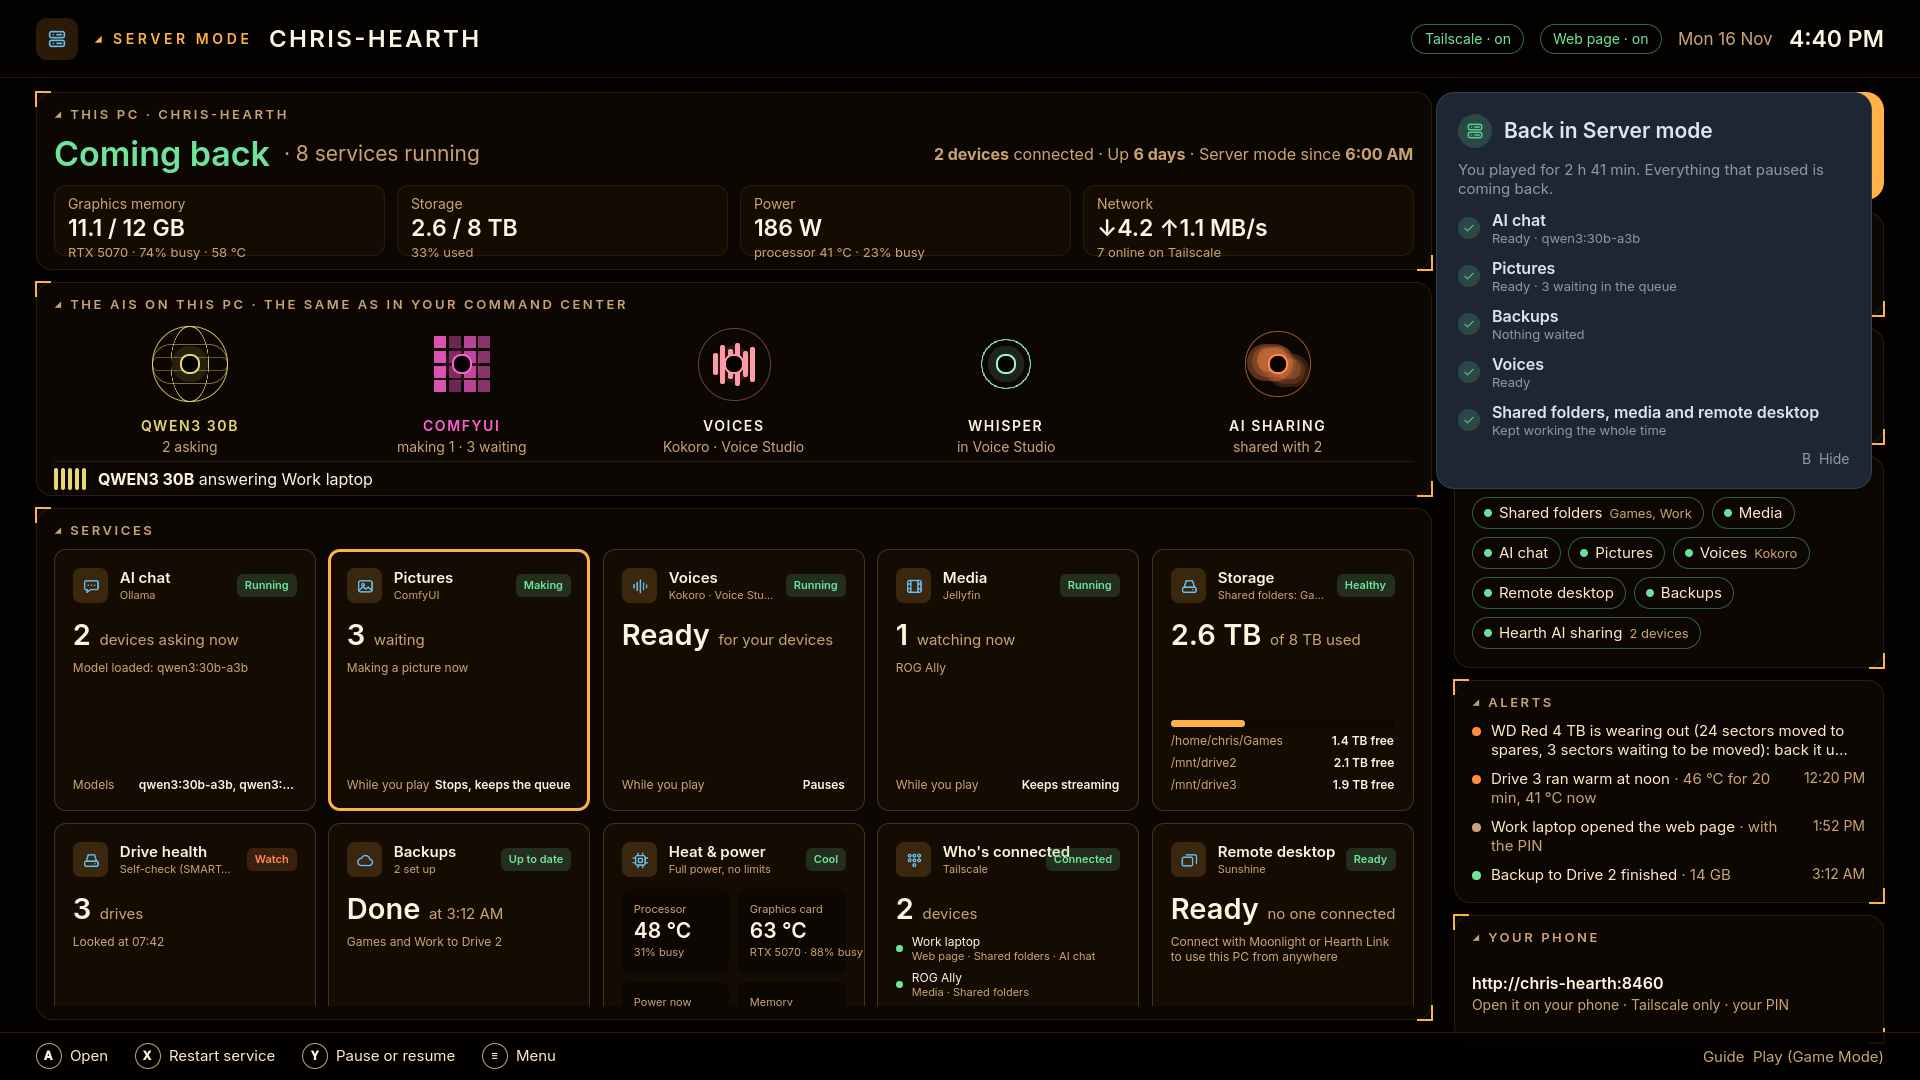 SERVER MODE CHRIS-HEARTH
Tailscale · on
Web page · on
Mon 16 Nov
4:40 PM
THIS PC · CHRIS-HEARTH
Coming back · 8 services running
2 devices connected · Up 6 days · Server mode since 6:00 AM
Graphics memory
11.1 / 12 GB
RTX 5070 · 74% busy · 58 °C
Storage
2.6 / 8 TB
33% used
Power
186 W
processor 41 °C · 23% busy
Network
↓4.2 ↑1.1 MB/s
7 online on Tailscale
THE AIS ON THIS PC · THE SAME AS IN YOUR COMMAND CENTER
QWEN3 30B
2 asking
COMFYUI
making 1 · 3 waiting
VOICES
Kokoro · Voice Studio
WHISPER
in Voice Studio
AI SHARING
shared with 2
QWEN3 30B answering Work laptop
SERVICES
AI chat
Ollama
Running
2 devices asking now
Model loaded: qwen3:30b-a3b
Models qwen3:30b-a3b, qwen3:...
Pictures
ComfyUI
Making
3 waiting
Making a picture now
While you play Stops, keeps the queue
Voices
Kokoro · Voice Stu...
Running
Ready for your devices
While you play Pauses
Media
Jellyfin
Running
1 watching now
ROG Ally
While you play Keeps streaming
Storage
Shared folders: Ga...
Healthy
2.6 TB of 8 TB used
/home/chris/Games 1.4 TB free
/mnt/drive2 2.1 TB free
/mnt/drive3 1.9 TB free
Drive health
Self-check (SMART...
Watch
3 drives
Looked at 07:42
Backups
2 set up
Up to date
Done at 3:12 AM
Games and Work to Drive 2
Heat & power
Full power, no limits
Cool
Processor
48 °C
31% busy
Graphics card
63 °C
RTX 5070 · 88% busy
Power now
Memory
Who's connected
Tailscale
Connected
2 devices
Work laptop
Web page · Shared folders · AI chat
ROG Ally
Media · Shared folders
Remote desktop
Sunshine
Ready
Ready no one connected
Connect with Moonlight or Hearth Link
to use this PC from anywhere
Back in Server mode
You played for 2 h 41 min. Everything that paused is
coming back.
AI chat
Ready · qwen3:30b-a3b
Pictures
Ready · 3 waiting in the queue
Backups
Nothing waited
Voices
Ready
Shared folders, media and remote desktop
Kept working the whole time
B Hide
Shared folders Games, Work
Media
AI chat
Pictures
Voices Kokoro
Remote desktop
Backups
Hearth AI sharing 2 devices
ALERTS
WD Red 4 TB is wearing out (24 sectors moved to
spares, 3 sectors waiting to be moved): back it u...
Drive 3 ran warm at noon · 46 °C for 20 12:20 PM
min, 41 °C now
Work laptop opened the web page · with 1:52 PM
the PIN
Backup to Drive 2 finished · 14 GB 3:12 AM
YOUR PHONE
http://chris-hearth:8460
Open it on your phone · Tailscale only · your PIN
A Open
X Restart service
Y Pause or resume
≡ Menu
Guide Play (Game Mode)